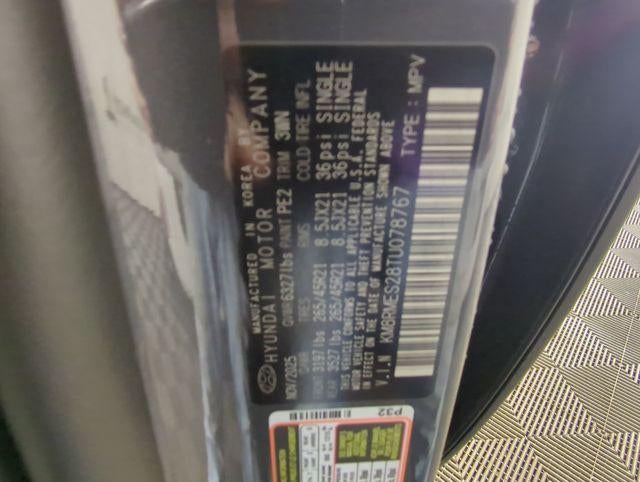 MANUFACTURED IN KOREA BY
HYUNDAI MOTOR COMPANY
NOV/2025 GVWR 6327lbs PAINT PE2 TRIM
GAWR TIRES RIMS COLD TIRE INFL
FRONT 3197 lbs 265/45R21 8.5JX21 36psi SINGLE
REAR 3527 lbs 265/45R21 8.5JX21 36psi SINGLE
THIS VEHICLE CONFORMS TO ALL APPLICABLE U.S.A. FEDERAL
MOTOR VEHICLE SAFETY AND THEFT PREVENTION STANDARDS
IN EFFECT ON THE DATE OF MANUFACTURE SHOWN ABOVE
V.I.N TYPE : MPV
P32